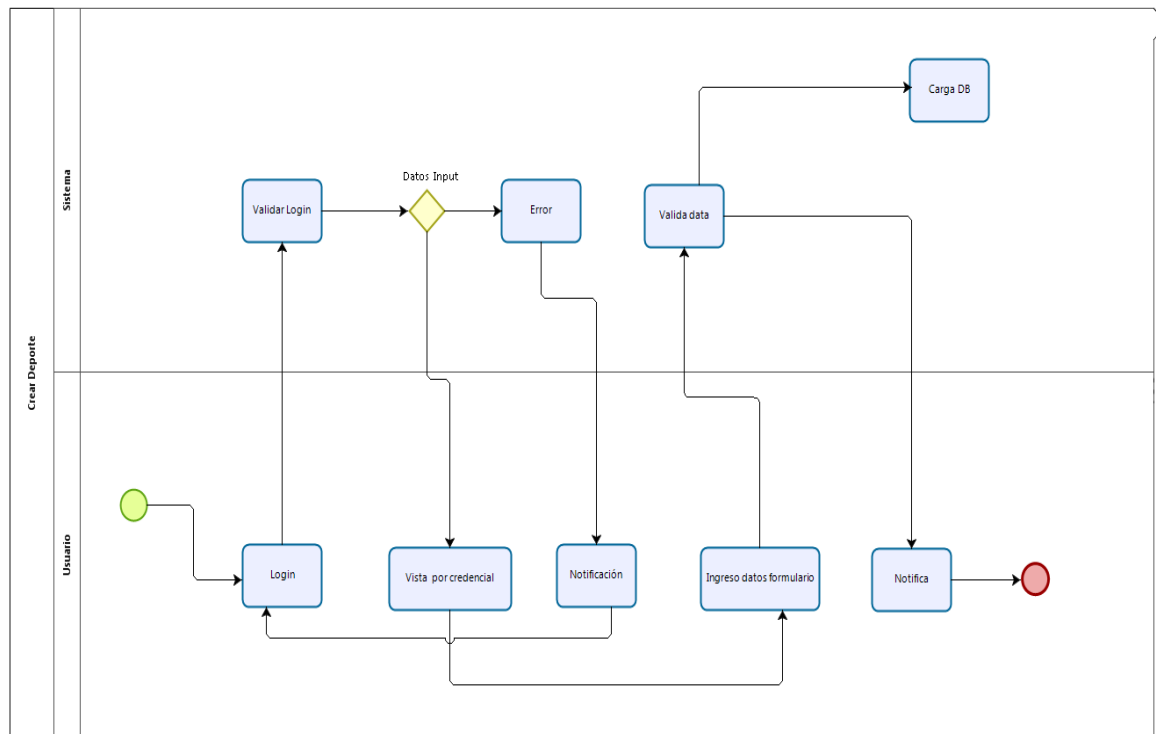 Crear Deporte
Sistema
Usuario
Carga DB
Datos Input
Validar Login
Error
Valida data
Login
Vista por credencial
Notificación
Ingreso datos formulario
Notifica